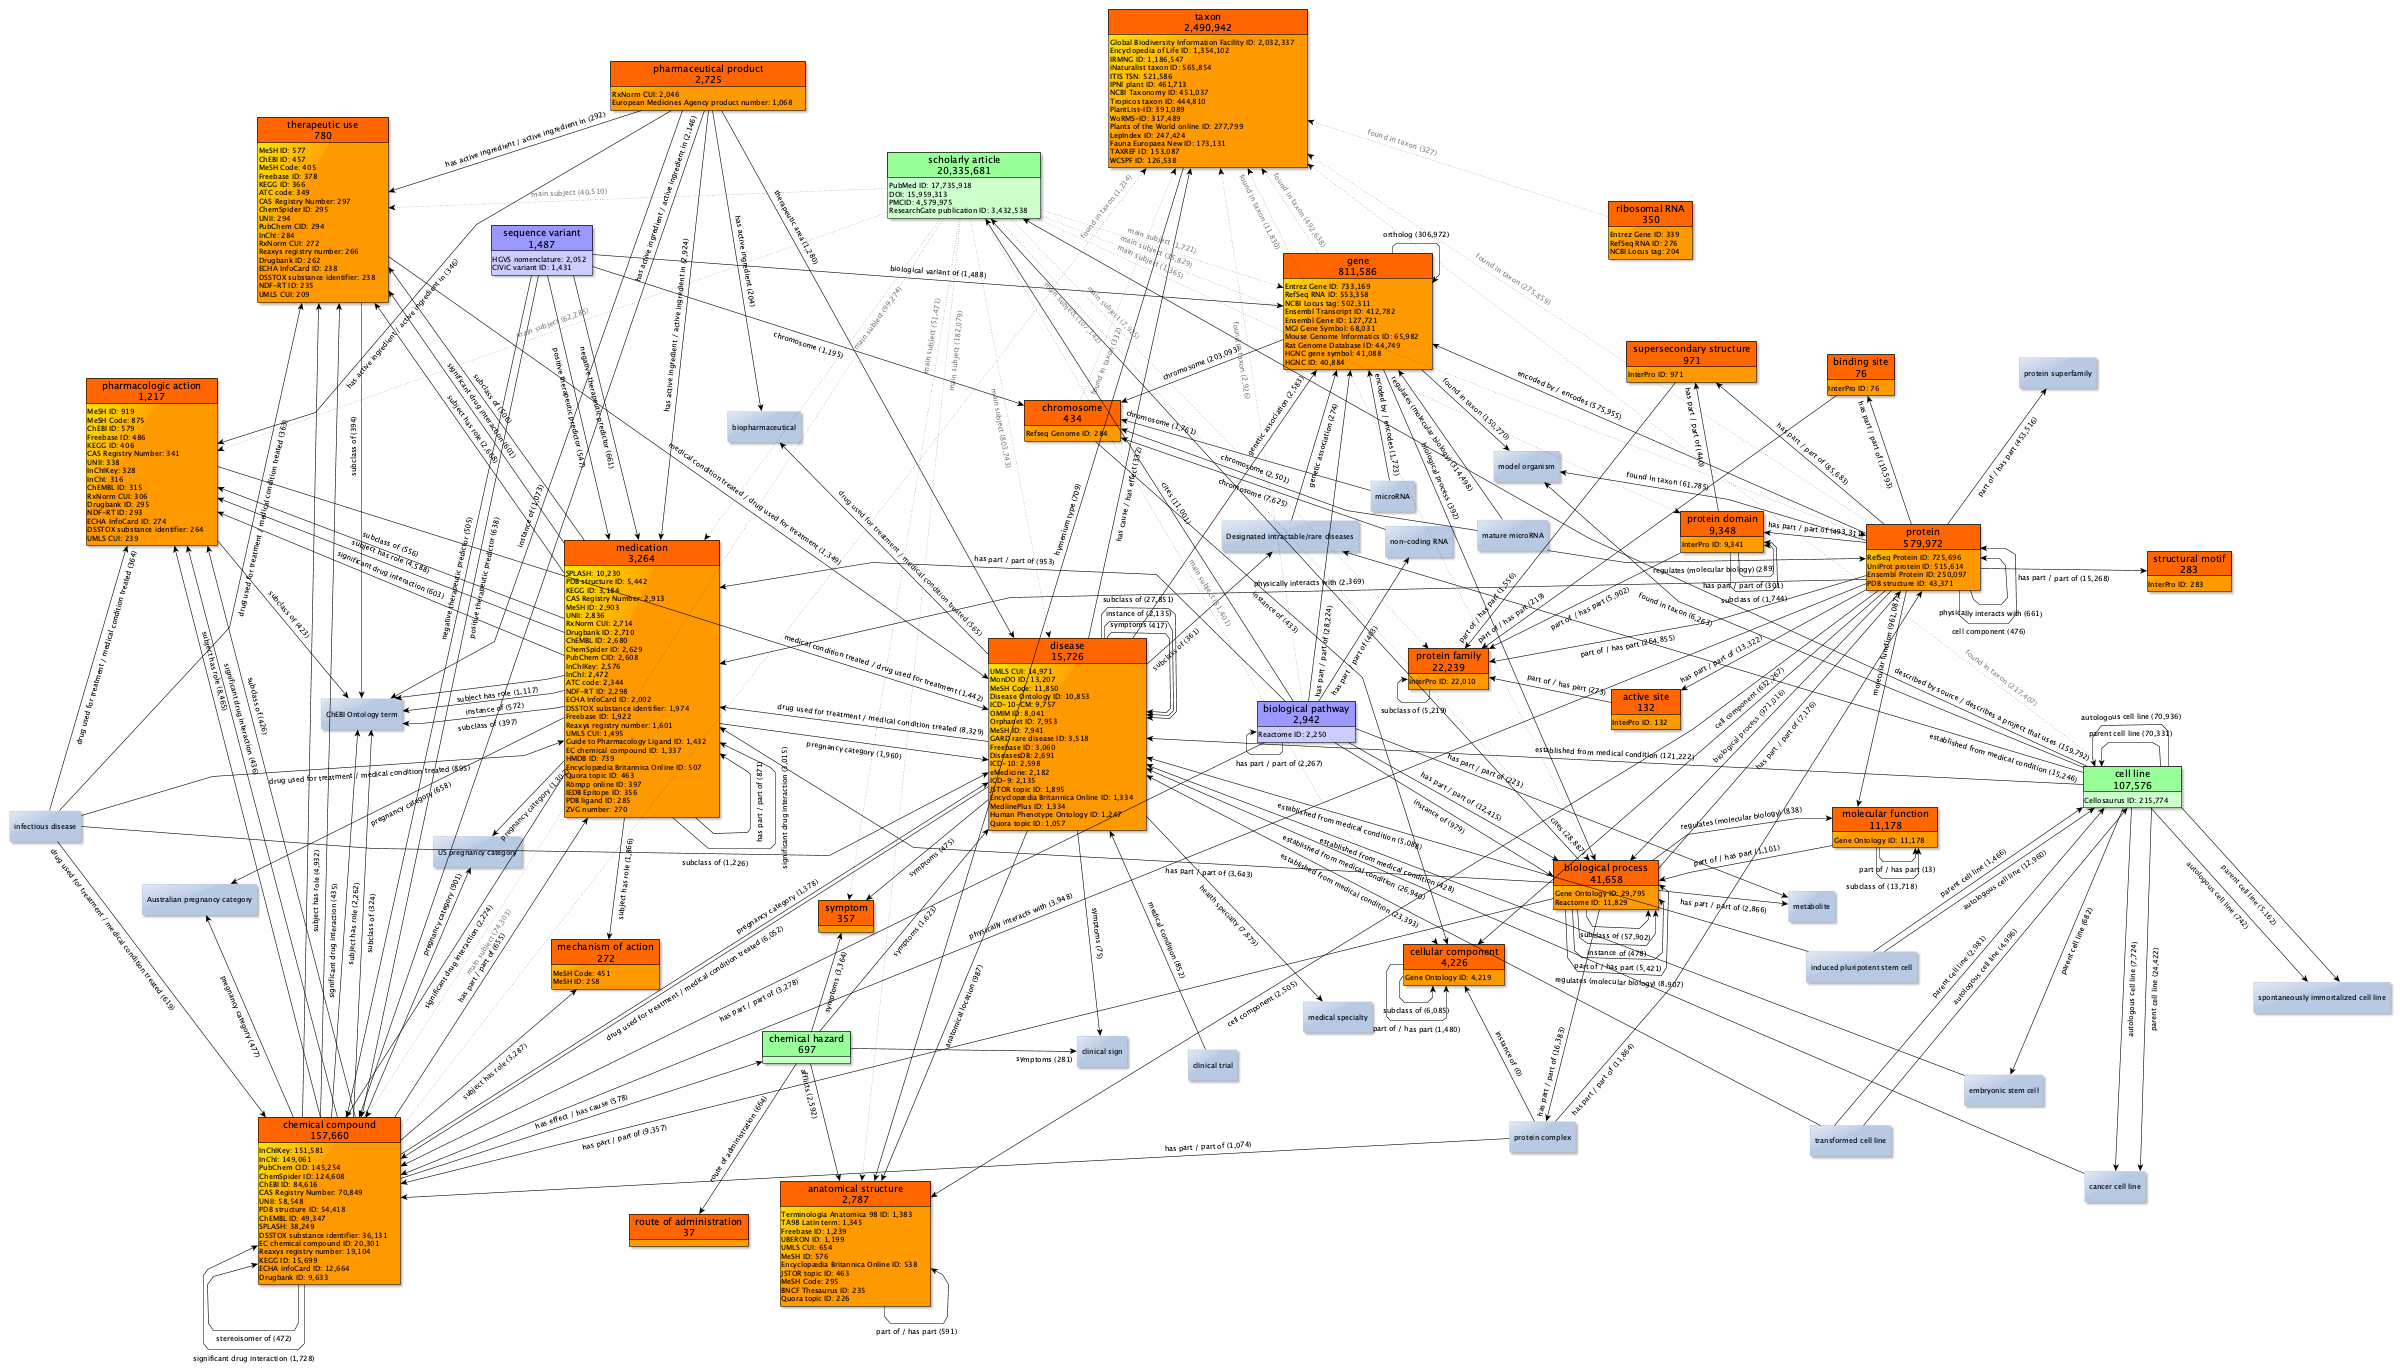 taxon
2,490,942
Global Biodiversity Information Facility ID: 2,032,337
Encyclopedia of Life ID: 1,354,102
IRMNG ID: 1,186,547
iNaturalist taxon ID: 565,854
ITIS TSN: 521,586
IPNI plant ID: 461,713
NCBI Taxonomy ID: 451,037
Tropicos taxon ID: 444,810
PlantList-ID: 391,089
WoRMS-ID: 317,489
Plants of the World online ID: 277,799
LepIndex ID: 247,424
Fauna Europaea New ID: 173,131
TAXREF ID: 153,087
WCSPF ID: 126,538
pharmaceutical product
2,725
RxNorm CUI: 2,046
European Medicines Agency product number: 1,068
therapeutic use
780
MeSH ID: 577
ChEBI ID: 457
MeSH Code: 405
Freebase ID: 378
KEGG ID: 366
ATC code: 349
CAS Registry Number: 297
ChemSpider ID: 295
UNII: 294
PubChem CID: 294
InChI: 284
RxNorm CUI: 272
Reaxys registry number: 266
Drugbank ID: 262
ECHA InfoCard ID: 238
DSSTOX substance identifier: 238
NDF-RT ID: 235
UMLS CUI: 209
scholarly article
20,335,681
PubMed ID: 17,735,918
DOI: 15,959,313
PMCID: 4,579,975
ResearchGate publication ID: 3,432,538
sequence variant
1,487
HGVS nomenclature: 2,052
CIViC variant ID: 1,431
ribosomal RNA
350
Entrez Gene ID: 339
RefSeq RNA ID: 276
NCBI Locus tag: 204
gene
811,586
Entrez Gene ID: 733,169
RefSeq RNA ID: 553,358
NCBI Locus tag: 502,311
Ensembl Transcript ID: 412,782
Ensembl Gene ID: 127,721
MGI Gene Symbol: 68,031
Mouse Genome Informatics ID: 65,982
Rat Genome Database ID: 44,749
HGNC gene symbol: 41,088
HGNC ID: 40,884
supersecondary structure
971
InterPro ID: 971
binding site
76
InterPro ID: 76
protein superfamily
pharmacologic action
1,217
MeSH ID: 919
MeSH Code: 875
ChEBI ID: 579
Freebase ID: 486
KEGG ID: 406
CAS Registry Number: 341
UNII: 338
InChIKey: 328
InChI: 316
ChEMBL ID: 315
RxNorm CUI: 306
Drugbank ID: 295
NDF-RT ID: 293
ECHA InfoCard ID: 274
DSSTOX substance identifier: 264
UMLS CUI: 239
biopharmaceutical
chromosome
434
Refseq Genome ID: 284
model organism
microRNA
Designated intractable/rare diseases
non-coding RNA
mature microRNA
protein domain
9,348
InterPro ID: 9,341
protein
579,972
RefSeq Protein ID: 725,696
UniProt protein ID: 515,614
Ensembl Protein ID: 250,097
PDB structure ID: 43,371
structural motif
283
InterPro ID: 283
medication
3,264
SPLASH: 10,230
PDB structure ID: 5,442
KEGG ID: 3,184
CAS Registry Number: 2,913
MeSH ID: 2,903
UNII: 2,836
RxNorm CUI: 2,714
Drugbank ID: 2,710
ChEMBL ID: 2,680
ChemSpider ID: 2,629
PubChem CID: 2,608
InChIKey: 2,576
InChI: 2,472
ATC code: 2,344
NDF-RT ID: 2,298
ECHA InfoCard ID: 2,002
DSSTOX substance identifier: 1,974
Freebase ID: 1,922
Reaxys registry number: 1,601
UMLS CUI: 1,495
Guide to Pharmacology Ligand ID: 1,432
EC chemical compound ID: 1,337
HMDB ID: 739
Encyclopædia Britannica Online ID: 507
Quora topic ID: 463
Römpp online ID: 397
IEDB Epitope ID: 356
PDB ligand ID: 285
ZVG number: 270
disease
15,726
UMLS CUI: 14,971
MonDO ID: 13,207
MeSH Code: 11,850
Disease Ontology ID: 10,853
ICD-10-CM: 9,757
OMIM ID: 8,041
Orphanet ID: 7,953
MeSH ID: 7,941
GARD rare disease ID: 3,518
Freebase ID: 3,060
DiseasesDB: 2,691
ICD-10: 2,598
eMedicine: 2,182
ICD-9: 2,135
JSTOR topic ID: 1,895
Encyclopædia Britannica Online ID: 1,334
MedlinePlus ID: 1,334
Human Phenotype Ontology ID: 1,247
Quora topic ID: 1,057
protein family
22,239
InterPro ID: 22,010
active site
132
InterPro ID: 132
biological pathway
2,942
Reactome ID: 2,250
ChEBI Ontology term
cell line
107,576
Cellosaurus ID: 215,774
infectious disease
US pregnancy category
Australian pregnancy category
molecular function
11,178
Gene Ontology ID: 11,178
biological process
41,658
Gene Ontology ID: 29,795
Reactome ID: 11,829
metabolite
symptom
357
mechanism of action
272
MeSH Code: 451
MeSH ID: 258
cellular component
4,226
Gene Ontology ID: 4,219
induced pluripotent stem cell
spontaneously immortalized cell line
medical specialty
chemical hazard
697
clinical sign
clinical trial
embryonic stem cell
protein complex
transformed cell line
cancer cell line
chemical compound
157,660
InChIKey: 151,581
InChI: 149,061
PubChem CID: 145,254
ChemSpider ID: 124,608
ChEBI ID: 84,616
CAS Registry Number: 70,849
UNII: 58,548
PDB structure ID: 54,418
ChEMBL ID: 49,347
SPLASH: 38,249
DSSTOX substance identifier: 36,131
EC chemical compound ID: 20,301
Reaxys registry number: 19,104
KEGG ID: 15,699
ECHA InfoCard ID: 12,664
Drugbank ID: 9,633
route of administration
37
anatomical structure
2,787
Terminologia Anatomica 98 ID: 1,383
TA98 Latin term: 1,345
Freebase ID: 1,239
UBERON ID: 1,199
UMLS CUI: 654
MeSH ID: 576
Encyclopædia Britannica Online ID: 538
JSTOR topic ID: 463
MeSH Code: 295
BNCF Thesaurus ID: 235
Quora topic ID: 226
has active ingredient / active ingredient in (292)
has active ingredient / active ingredient in (346)
has active ingredient / active ingredient in (2,146)
has active ingredient / active ingredient in (2,924)
has active ingredient (204)
therapeutic area (1,280)
main subject (40,510)
main subject (62,286)
main subject (99,274)
main subject (51,471)
main subject (182,079)
main subject (803,743)
main subject (1,721)
main subject (1,365)
found in taxon (1,214)
found in taxon (11,830)
found in taxon (492,638)
found in taxon (327)
found in taxon (275,859)
found in taxon (2,926)
found in taxon (217,407)
ortholog (306,972)
biological variant of (1,488)
chromosome (1,195)
chromosome (203,093)
chromosome (1,761)
chromosome (2,501)
chromosome (7,625)
encoded by / encodes (575,955)
encoded by / encodes (1,723)
found in taxon (150,770)
found in taxon (61,785)
found in taxon (6,263)
genetic association (2,583)
genetic association (274)
regulates (molecular biology) (314,498)
biological process (392)
has part / part of (440)
has part / part of (85,685)
has part / part of (10,593)
part of / has part (453,516)
has part / part of (493,311)
has part / part of (15,268)
physically interacts with (661)
cell component (476)
regulates (molecular biology) (289)
has part / part of (301)
subclass of (1,744)
part of / has part (1,556)
part of / has part (219)
part of / has part (5,902)
part of / has part (264,855)
has part / part of (13,322)
part of / has part (273)
subclass of (5,219)
molecular function (961,087)
cell component (632,267)
biological process (971,016)
has part / part of (7,176)
physically interacts with (2,369)
physically interacts with (3,948)
subclass of (27,851)
instance of (2,135)
symptoms (417)
subclass of (361)
hymenium type (709)
has cause / has effect (332)
cites (11,001)
cites (28,887)
instance of (433)
has part / part of (28,224)
has part / part of (953)
has part / part of (2,267)
has part / part of (223)
has part / part of (12,415)
instance of (979)
established from medical condition (121,222)
established from medical condition (15,246)
described by source / describes a project that uses (159,792)
autologous cell line (70,936)
parent cell line (70,331)
established from medical condition (5,088)
established from medical condition (428)
established from medical condition (26,940)
established from medical condition (23,393)
regulates (molecular biology) (838)
part of / has part (1,101)
part of / has part (13)
subclass of (13,718)
has part / part of (2,866)
has part / part of (3,643)
subclass of (57,902)
instance of (478)
part of / has part (5,421)
regulates (molecular biology) (8,907)
subclass of (6,085)
part of / has part (1,480)
parent cell line (1,466)
autologous cell line (12,960)
parent cell line (2,981)
autologous cell line (4,996)
parent cell line (682)
autologous cell line (742)
parent cell line (5,162)
autologous cell line (7,724)
parent cell line (24,422)
instance of (0)
has part / part of (16,383)
has part / part of (11,864)
has part / part of (1,074)
cell component (2,505)
subclass of (394)
subclass of (506)
significant drug interaction (601)
subject has role (2,668)
positive therapeutic predictor (547)
negative therapeutic predictor (661)
negative therapeutic predictor (505)
positive therapeutic predictor (638)
instance of (1,073)
medical condition treated / drug used for treatment (1,349)
drug used for treatment / medical condition treated (565)
medical condition treated / drug used for treatment (1,442)
drug used for treatment / medical condition treated (8,329)
drug used for treatment / medical condition treated (363)
drug used for treatment / medical condition treated (364)
drug used for treatment / medical condition treated (895)
drug used for treatment / medical condition treated (619)
drug used for treatment / medical condition treated (6,052)
subclass of (556)
subject has role (4,588)
significant drug interaction (603)
subclass of (423)
subject has role (1,117)
instance of (572)
subclass of (397)
pregnancy category (1,960)
pregnancy category (658)
pregnancy category (901)
pregnancy category (477)
pregnancy category (1,378)
has part / part of (871)
significant drug interaction (3,015)
subclass of (1,226)
subject has role (1,866)
subject has role (8,465)
significant drug interaction (436)
subclass of (426)
subject has role (4,932)
significant drug interaction (435)
subject has role (2,262)
subclass of (324)
significant drug interaction (2,274)
main subject (74,303)
has part / part of (655)
subject has role (3,287)
has part / part of (3,278)
has effect / has cause (578)
has part / part of (9,357)
symptoms (475)
symptoms (1,623)
symptoms (3,364)
symptoms (281)
symptoms (75)
anatomical location (987)
medical condition (852)
health specialty (7,879)
afflicts (2,592)
route of administration (664)
part of / has part (591)
stereoisomer of (472)
significant drug interaction (1,728)